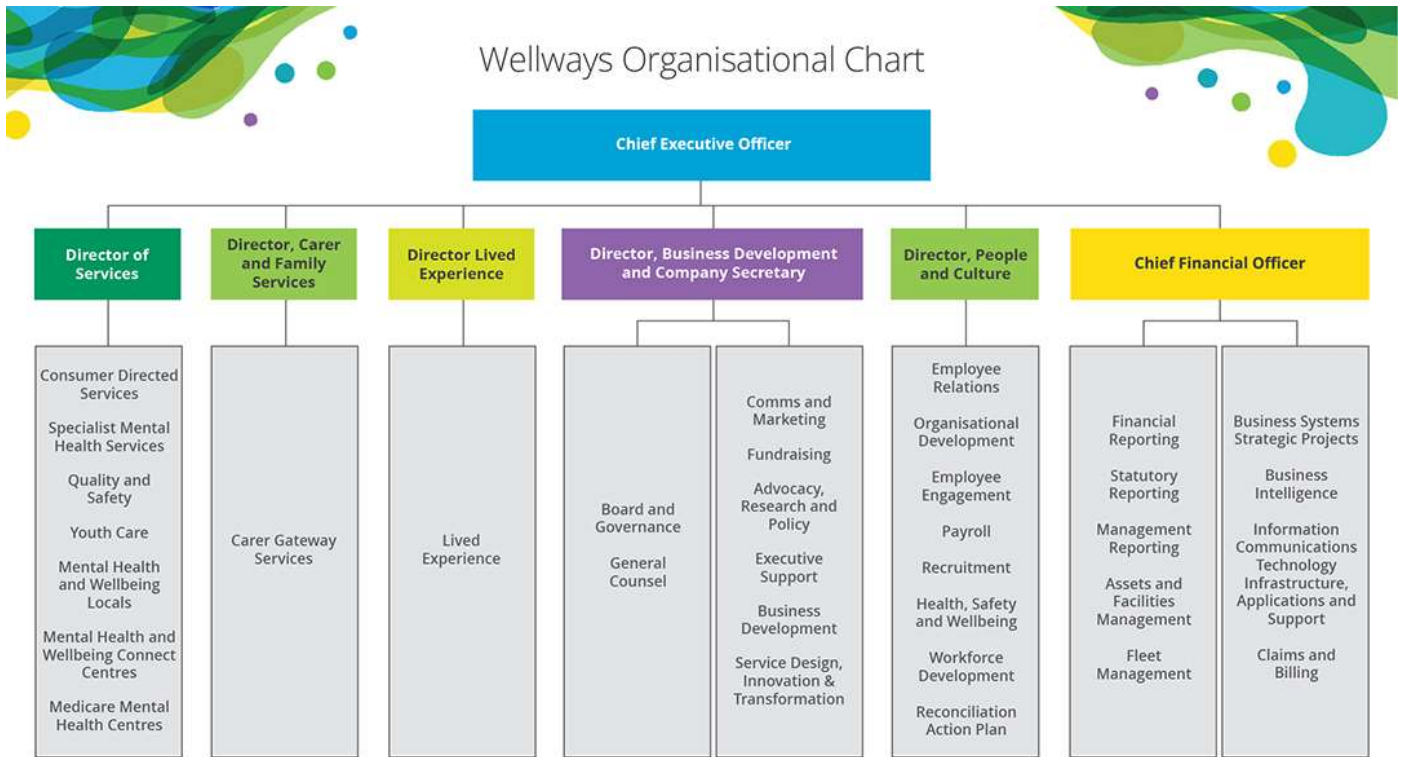 Wellways Organisational Chart
Chief Executive Officer
Director of
Services
Director, Carer
and Family
Services
Director Lived
Experience
Director, Business Development
and Company Secretary
Director, People
and Culture
Chief Financial Officer
Consumer Directed
Services
Specialist Mental
Health Services
Quality and
Safety
Youth Care
Mental Health
and Wellbeing
Locals
Mental Health and
Wellbeing Connect
Centres
Medicare Mental
Health Centres
Carer Gateway
Services
Lived
Experience
Board and
Governance
General
Counsel
Comms and
Marketing
Fundraising
Advocacy,
Research and
Policy
Executive
Support
Business
Development
Service Design,
Innovation &
Transformation
Employee
Relations
Organisational
Development
Employee
Engagement
Payroll
Recruitment
Health, Safety
and Wellbeing
Workforce
Development
Reconciliation
Action Plan
Financial
Reporting
Statutory
Reporting
Management
Reporting
Assets and
Facilities
Management
Fleet
Management
Business Systems
Strategic Projects
Business
Intelligence
Information
Communications
Technology
Infrastructure,
Applications and
Support
Claims and
Billing